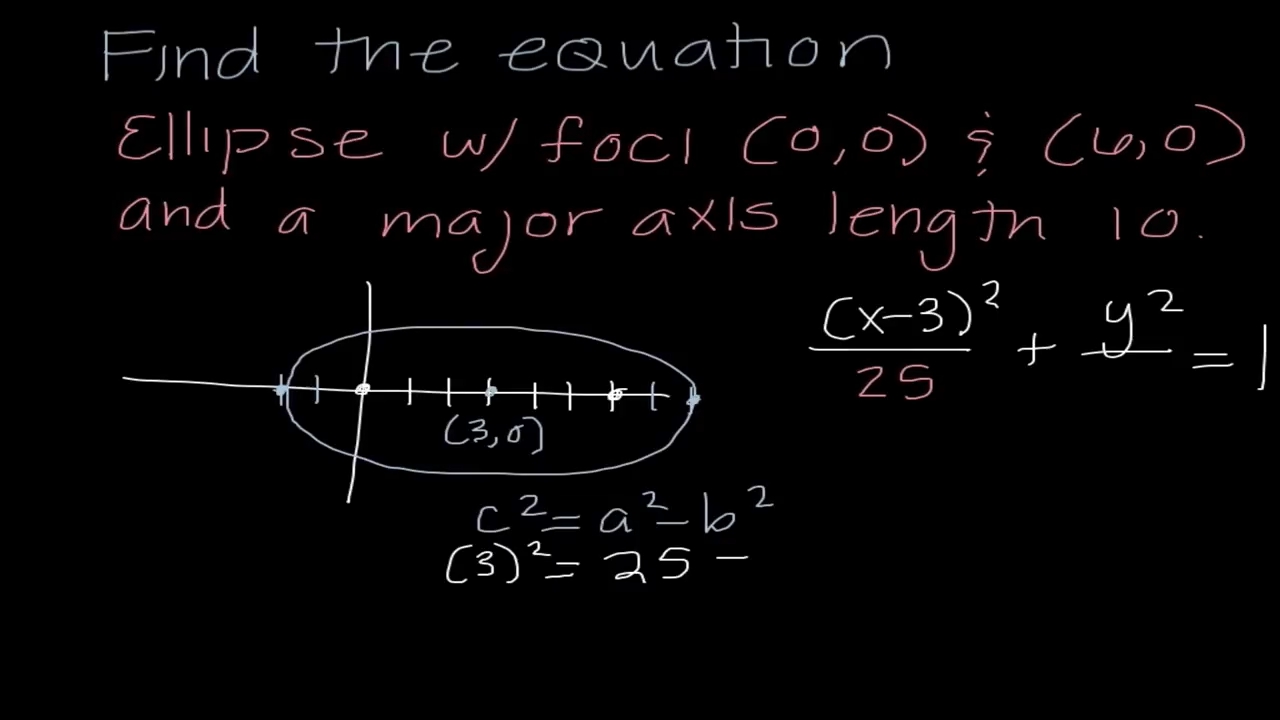 Find the equation
Ellipse w/ foci (0,0) & (6,0)
and a major axis length 10.
(x-3)²/25 + y²/ = 1
(3,0)
c² = a² - b²
(3)² = 25 -